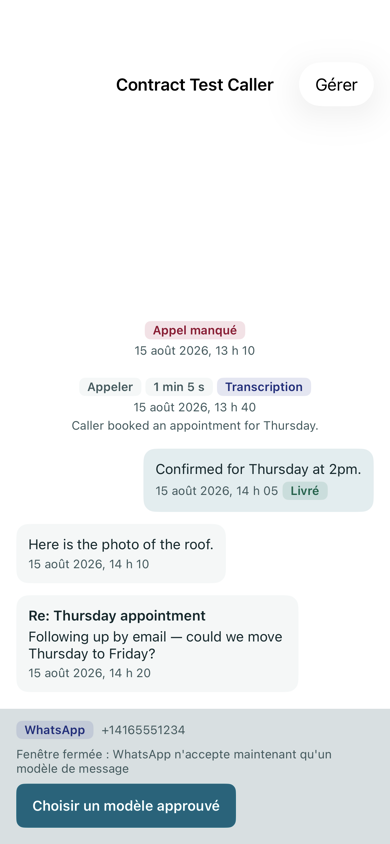 Contract Test Caller
Gérer
Appel manqué
15 août 2026, 13 h 10
Appeler 1 min 5 s Transcription
15 août 2026, 13 h 40
Caller booked an appointment for Thursday.
Confirmed for Thursday at 2pm.
15 août 2026, 14 h 05 Livré
Here is the photo of the roof.
15 août 2026, 14 h 10
Re: Thursday appointment
Following up by email — could we move
Thursday to Friday?
15 août 2026, 14 h 20
WhatsApp +14165551234
Fenêtre fermée : WhatsApp n'accepte maintenant qu'un
modèle de message
Choisir un modèle approuvé